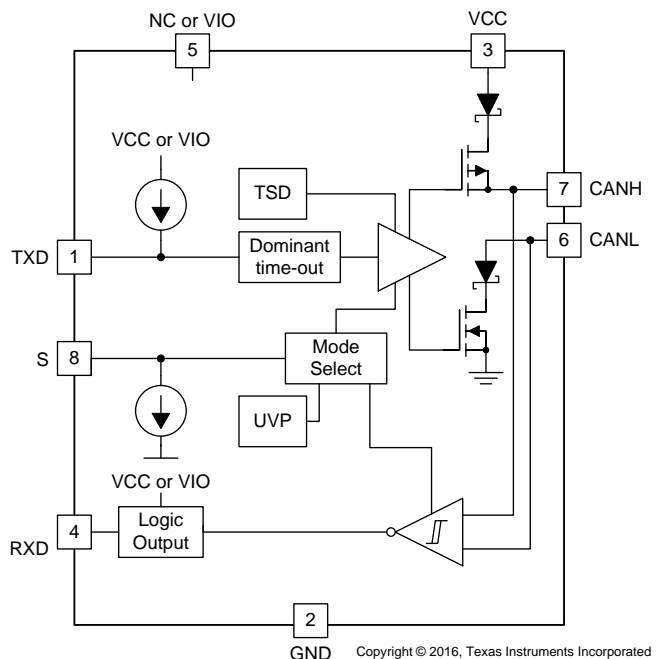 NC or VIO
VCC
5
3
VCC or VIO
TSD
7
CANH
6
CANL
TXD
1
Dominant
time-out
S
8
Mode
Select
UVP
VCC or VIO
RXD
4
Logic
Output
2
GND
Copyright © 2016, Texas Instruments Incorporated